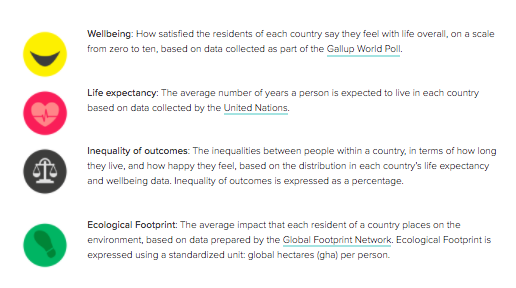 Wellbeing: How satisfied the residents of each country say they feel with life overall, on a scale
from zero to ten, based on data collected as part of the Gallup World Poll.
Life expectancy: The average number of years a person is expected to live in each country
based on data collected by the United Nations.
Inequality of outcomes: The inequalities between people within a country, in terms of how long
they live, and how happy they feel, based on the distribution in each country's life expectancy
and wellbeing data. Inequality of outcomes is expressed as a percentage.
Ecological Footprint: The average impact that each resident of a country places on the
environment, based on data prepared by the Global Footprint Network. Ecological Footprint is
expressed using a standardized unit: global hectares (gha) per person.